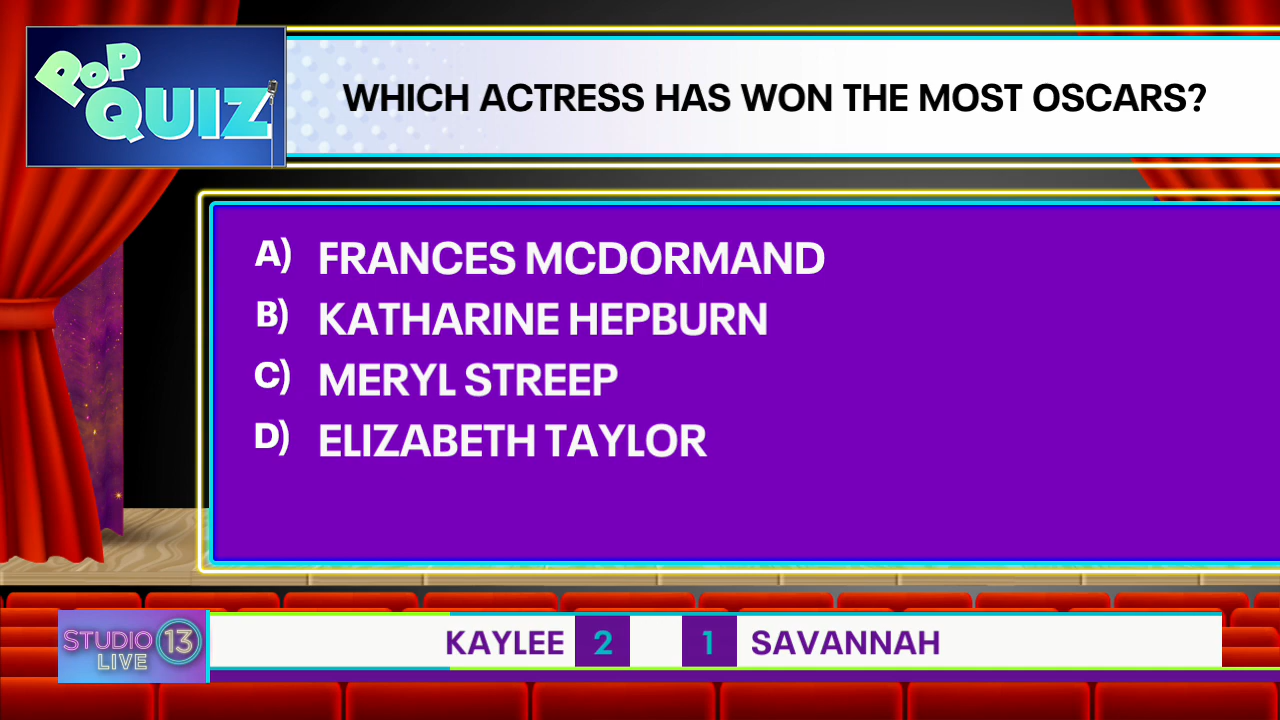 POP
QUIZ
WHICH ACTRESS HAS WON THE MOST OSCARS?
A) FRANCES MCDORMAND
B) KATHARINE HEPBURN
C) MERYL STREEP
D) ELIZABETH TAYLOR
STUDIO 13
LIVE
KAYLEE 2 1 SAVANNAH